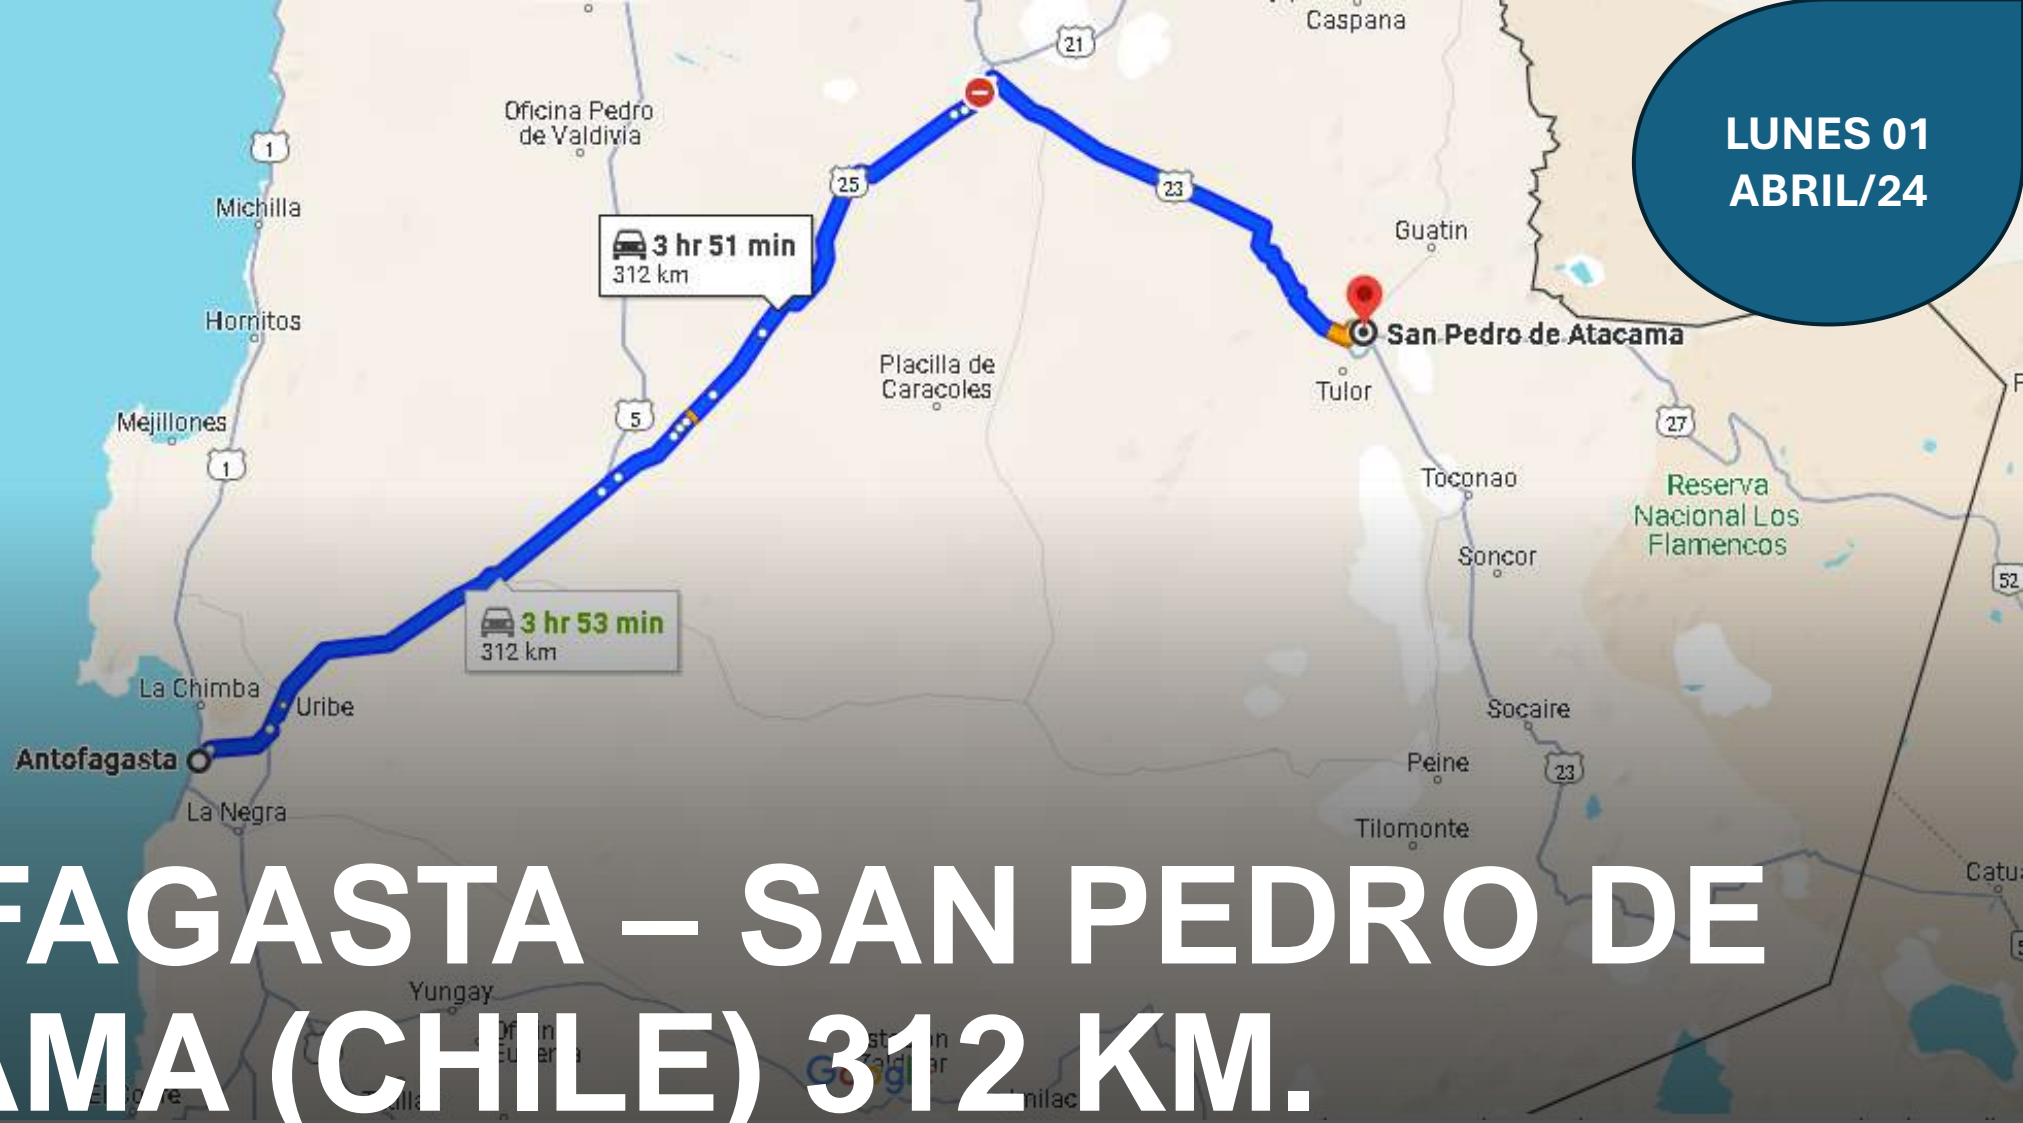 Caspana
21
LUNES 01
ABRIL/24
Oficina Pedro
de Valdivia
1
25
23
Michilla
Guatin
3 hr 51 min
312 km
Hornitos
San Pedro de Atacama
Placilla de
Caracoles
Tulor
Mejillones
5
27
1
Toconao
Reserva
Nacional Los
Flamencos
Soncor
52
3 hr 53 min
312 km
La Chimba
Uribe
Socaire
Antofagasta
Peine
23
La Negra
Tilomonte
Catua
FAGASTA – SAN PEDRO DE
Yungay
AMA (CHILE) 312 KM.
Google